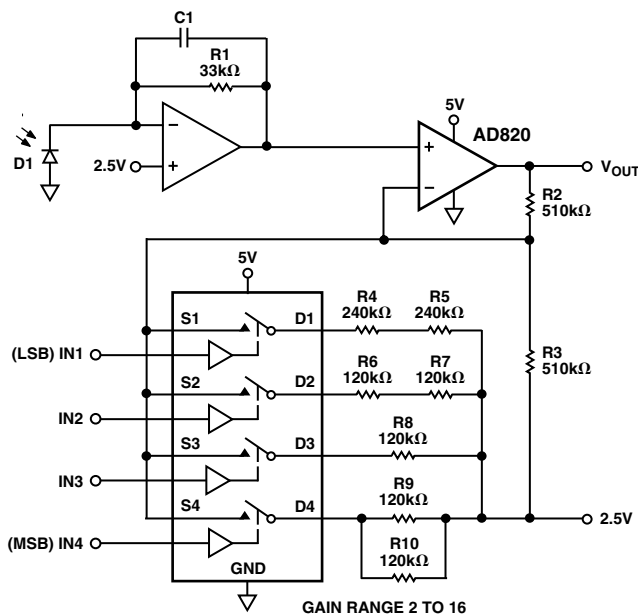 C1
R1
33kΩ
D1
2.5V
–
+
5V
AD820
+
–
VOUT
R2
510kΩ
5V
S1
D1
R4
240kΩ
R5
240kΩ
(LSB) IN1
S2
D2
R6
120kΩ
R7
120kΩ
R3
510kΩ
IN2
S3
D3
R8
120kΩ
IN3
S4
D4
R9
120kΩ
2.5V
(MSB) IN4
R10
120kΩ
GND
GAIN RANGE 2 TO 16